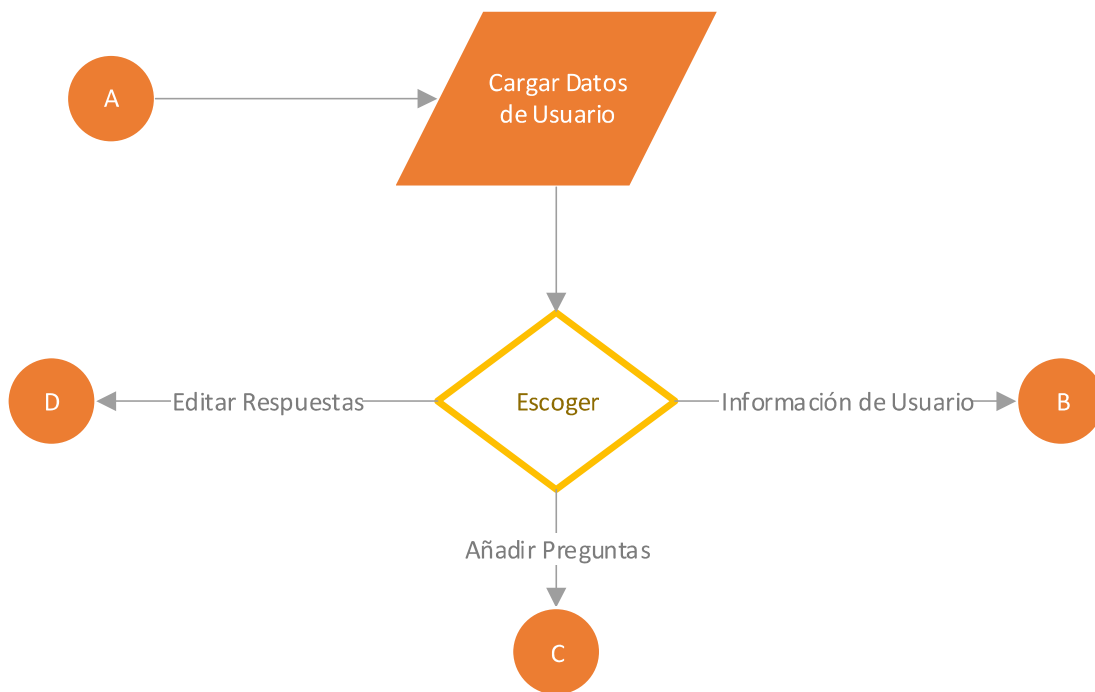 A
Cargar Datos
de Usuario
D
Editar Respuestas
Escoger
Información de Usuario
B
Añadir Preguntas
C